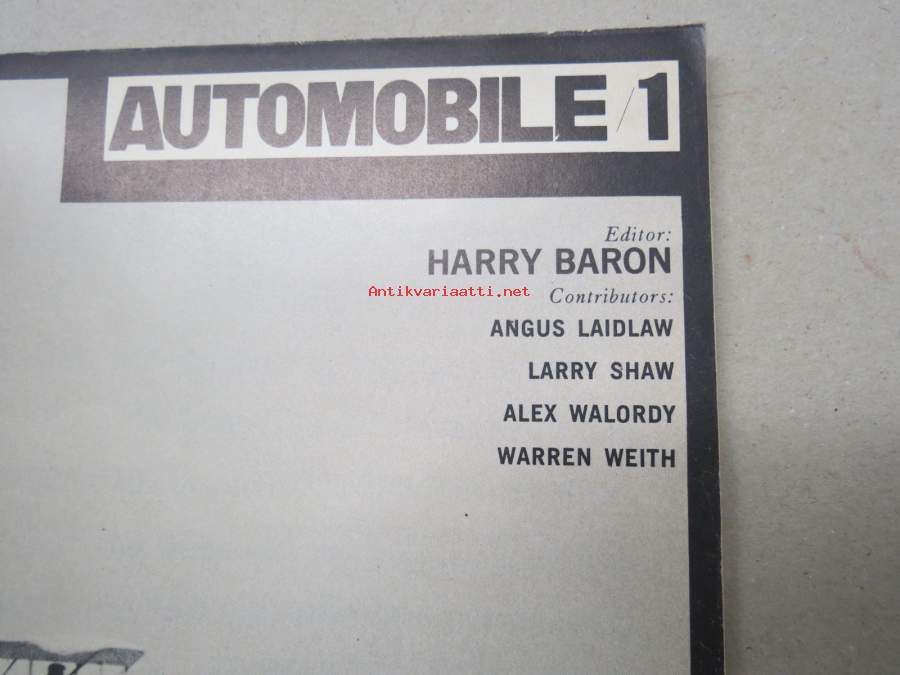 AUTOMOBILE/1
Editor:
HARRY BARON
Antikvariaatti.net
Contributors:
ANGUS LAIDLAW
LARRY SHAW
ALEX WALORDY
WARREN WEITH